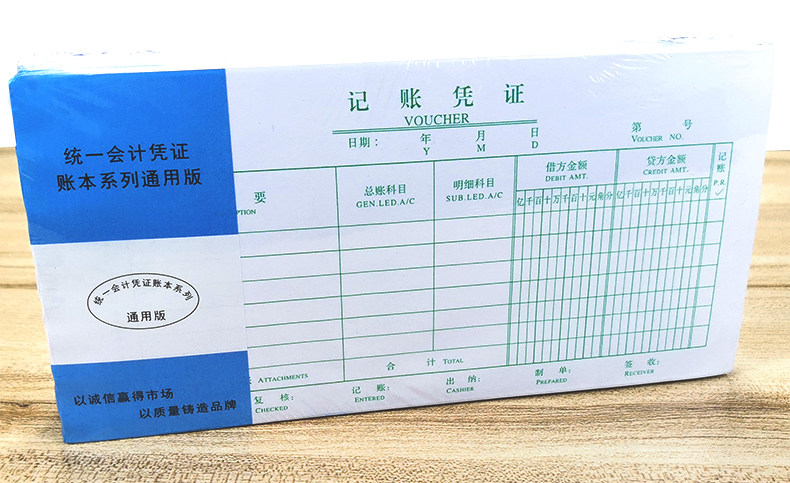 统一会计凭证
账本系列通用版
统一会计凭证账本系列
通用版
以诚信赢得市场
以质量铸造品牌
记账凭证
VOUCHER
日期： 年 月 日
Y M D
第 号
VOUCHER NO.
要
PTION
总账科目
GEN.LED.A/C
明细科目
SUB.LED.A/C
借方金额
DEBIT AMT.
亿千百十万千百十元角分
贷方金额
CREDIT AMT.
亿千百十万千百十元角分
记账
P.R.
✓
ATTACHMENTS
合 计 TOTAL
复核： 记账： 出纳： 制单： 签收：
CHECKED ENTERED CASHIER PREPARED RECEIVER